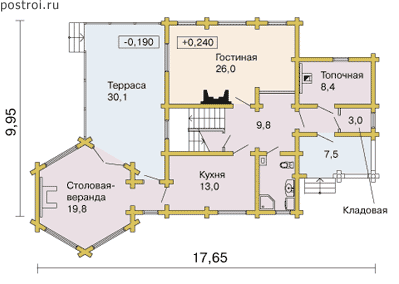 postroi.ru
-0,190
+0,240
Гостиная
26,0
Терраса
30,1
Топочная
8,4
9,8
3,0
7,5
Кухня
13,0
Столовая-
веранда
19,8
Кладовая
9,95
17,65